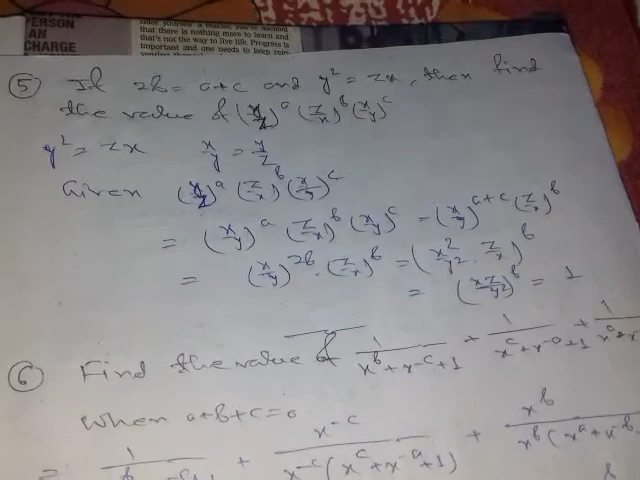 PERSON
AN
CHARGE
that there is nothing more to learn and
that's not the way to live life. Progress is
important and one needs to keep rein-
⑤ If 2b = a+c and y² = zx, then find
the value of (y/z)^a (z/x)^b (x/y)^c
y² = zx x/y = y/z
Given (y/z)^a (z/x)^b (x/y)^c
= (x/y)^a (z/x)^b (x/y)^c = (x/y)^a+c (z/x)^b
= (x/y)^2b · (z/x)^b = (x²/y² · z/x)^b
= (xz/y²)^b = 1
⑥ Find the value of 1/(x^b + x^-c + 1) + 1/(x^c + x^-a + 1) + 1/(x^a + x^-
when a+b+c=0
= 1/ + x^-c/(x^-c (x^c + x^-a + 1)) + x^b/(x^b (x^a + x^-b